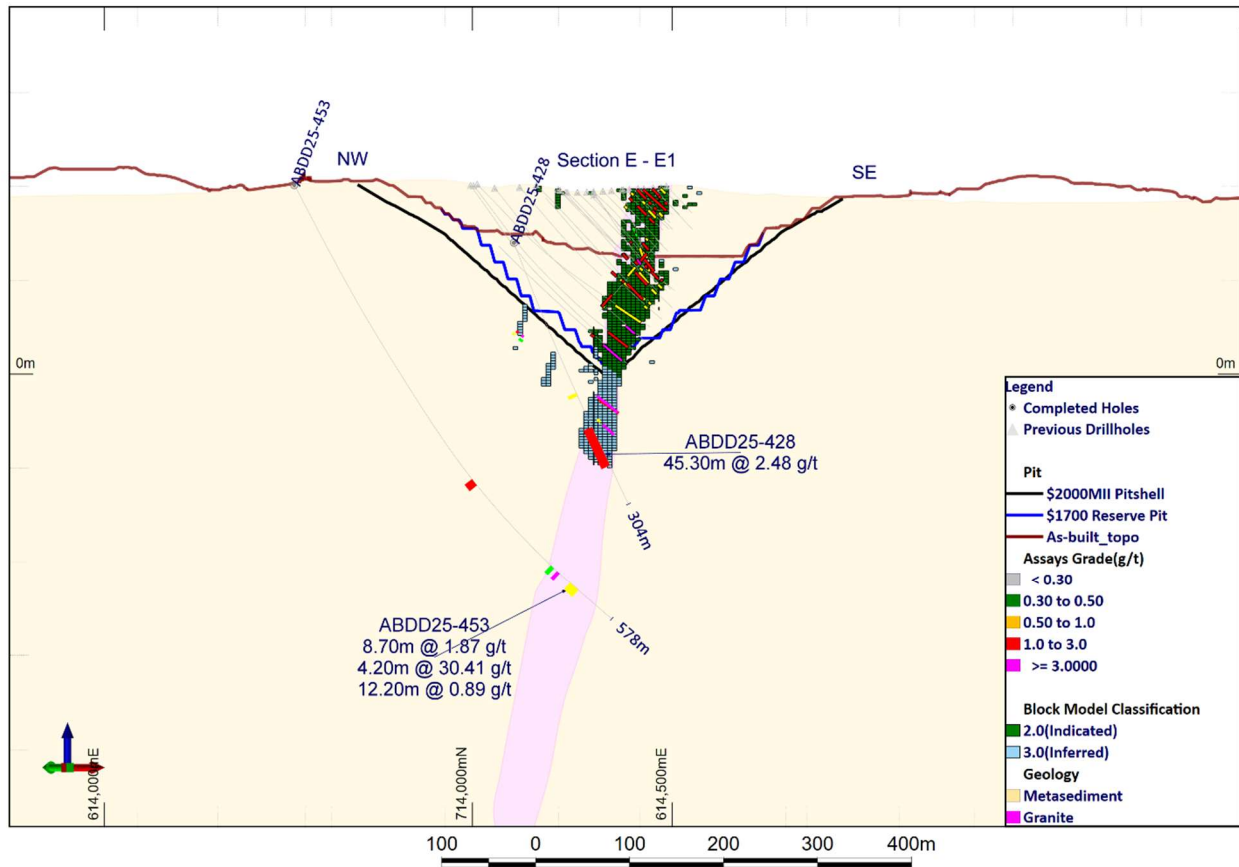 ABDD25-453
NW
Section E - E1
SE
ABDD25-428
0m
0m
ABDD25-428
45.30m @ 2.48 g/t
304m
578m
ABDD25-453
8.70m @ 1.87 g/t
4.20m @ 30.41 g/t
12.20m @ 0.89 g/t
614,000mE
714,000mN
614,500mE
Legend
Completed Holes
Previous Drillholes
Pit
$2000MII Pitshell
$1700 Reserve Pit
As-built_topo
Assays Grade(g/t)
< 0.30
0.30 to 0.50
0.50 to 1.0
1.0 to 3.0
>= 3.0000
Block Model Classification
2.0(Indicated)
3.0(Inferred)
Geology
Metasediment
Granite
100 0 100 200 300 400m